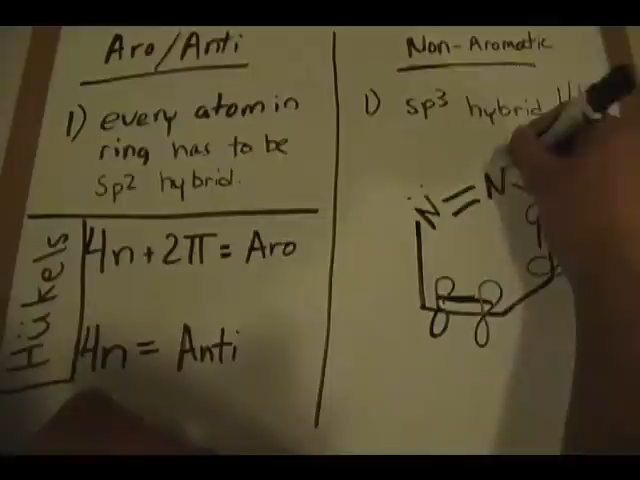 Aro/Anti
1) every atom in
ring has to be
sp2 hybrid.
Hükels
4n+2π = Aro
4n = Anti
Non-Aromatic
1) sp3 hybrid
N = N